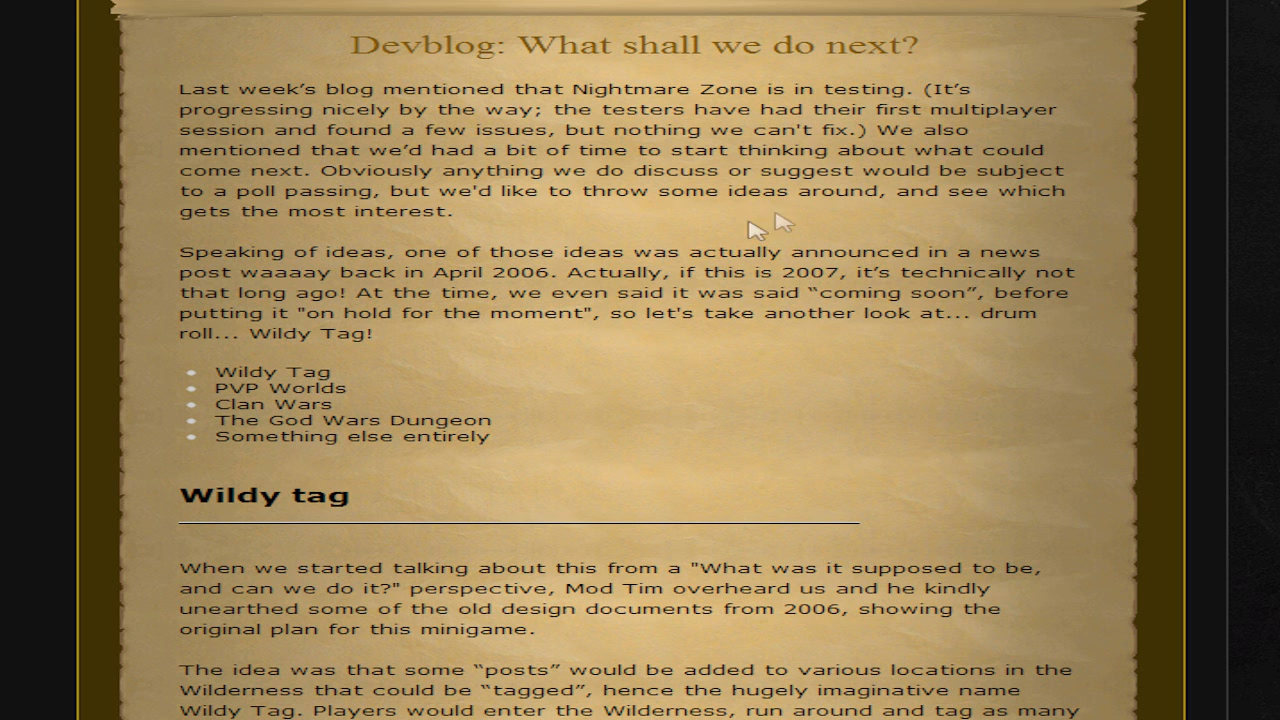 Devblog: What shall we do next?
Last week’s blog mentioned that Nightmare Zone is in testing. (It’s
progressing nicely by the way; the testers have had their first multiplayer
session and found a few issues, but nothing we can't fix.) We also
mentioned that we’d had a bit of time to start thinking about what could
come next. Obviously anything we do discuss or suggest would be subject
to a poll passing, but we'd like to throw some ideas around, and see which
gets the most interest.
Speaking of ideas, one of those ideas was actually announced in a news
post waaaay back in April 2006. Actually, if this is 2007, it’s technically not
that long ago! At the time, we even said it was said “coming soon”, before
putting it "on hold for the moment", so let's take another look at... drum
roll... Wildy Tag!
Wildy Tag
PVP Worlds
Clan Wars
The God Wars Dungeon
Something else entirely
Wildy tag
When we started talking about this from a "What was it supposed to be,
and can we do it?" perspective, Mod Tim overheard us and he kindly
unearthed some of the old design documents from 2006, showing the
original plan for this minigame.
The idea was that some “posts” would be added to various locations in the
Wilderness that could be “tagged”, hence the hugely imaginative name
Wildy Tag. Players would enter the Wilderness, run around and tag as many